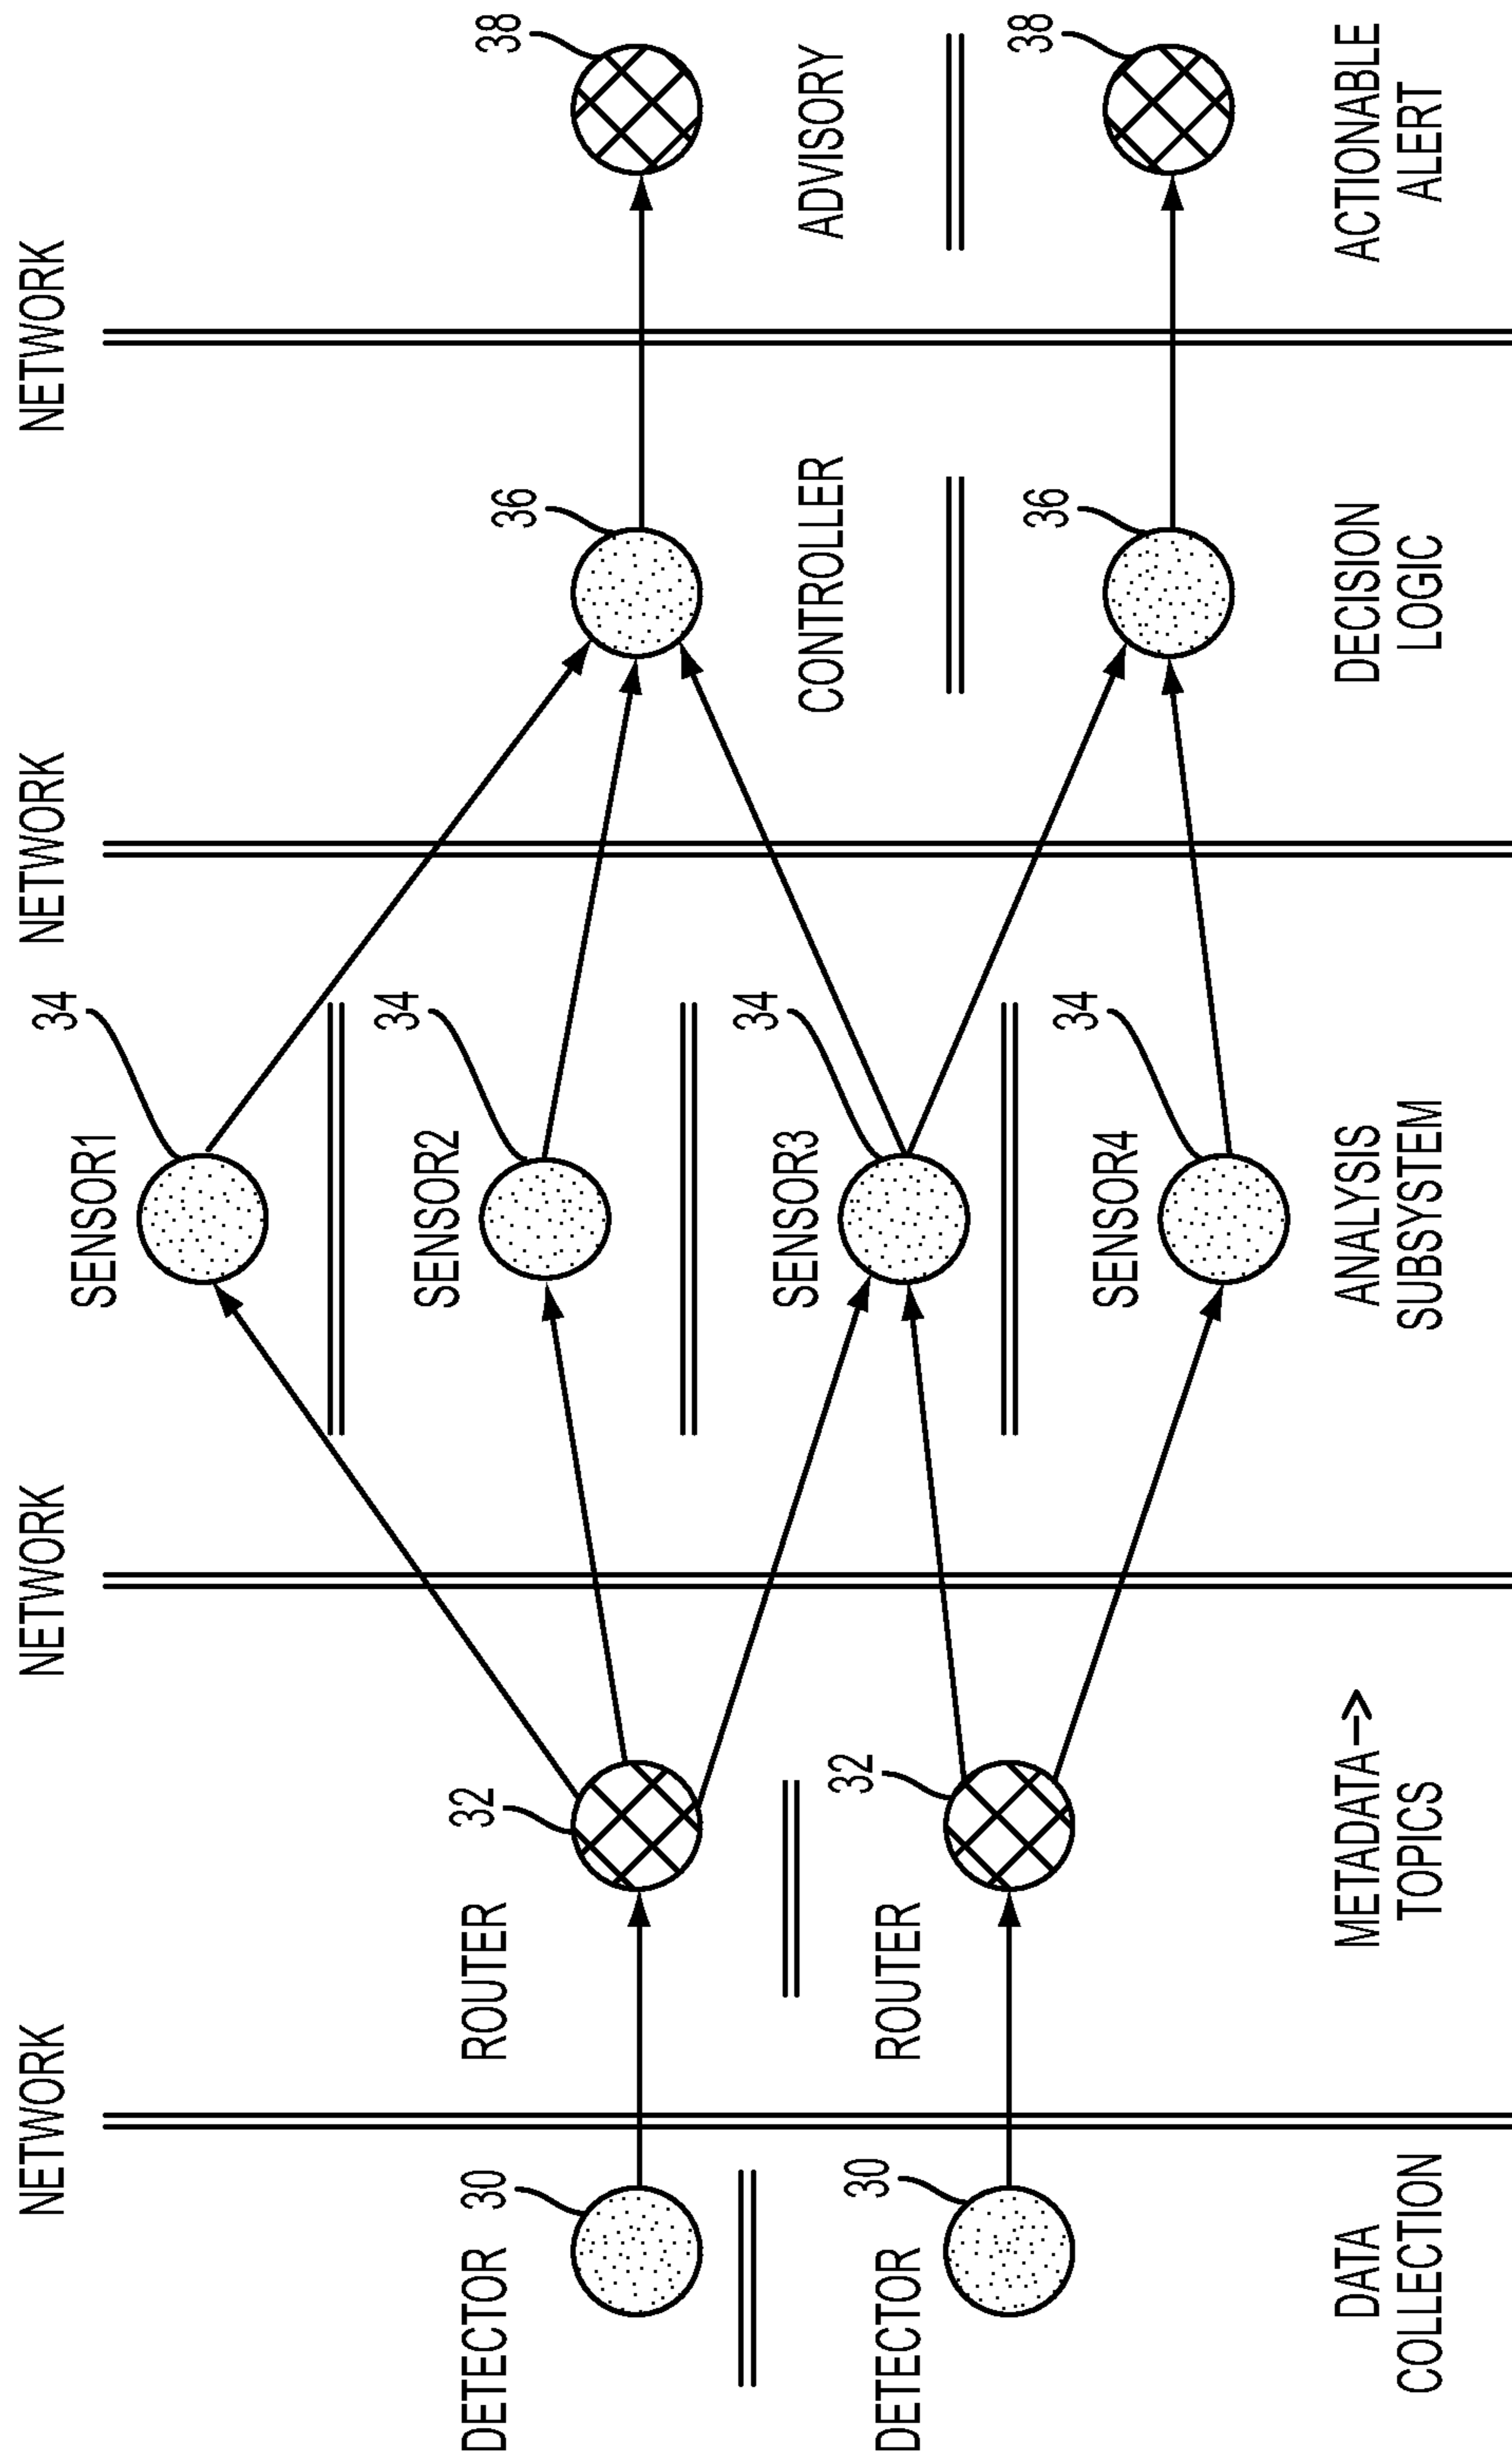 NETWORK
NETWORK
NETWORK
NETWORK
SENSOR1
34
SENSOR2
34
SENSOR3
34
SENSOR4
34
DETECTOR
30
ROUTER
32
36
38
CONTROLLER
ADVISORY
DETECTOR
30
ROUTER
32
36
38
DATA
COLLECTION
METADATA->
TOPICS
ANALYSIS
SUBSYSTEM
DECISION
LOGIC
ACTIONABLE
ALERT